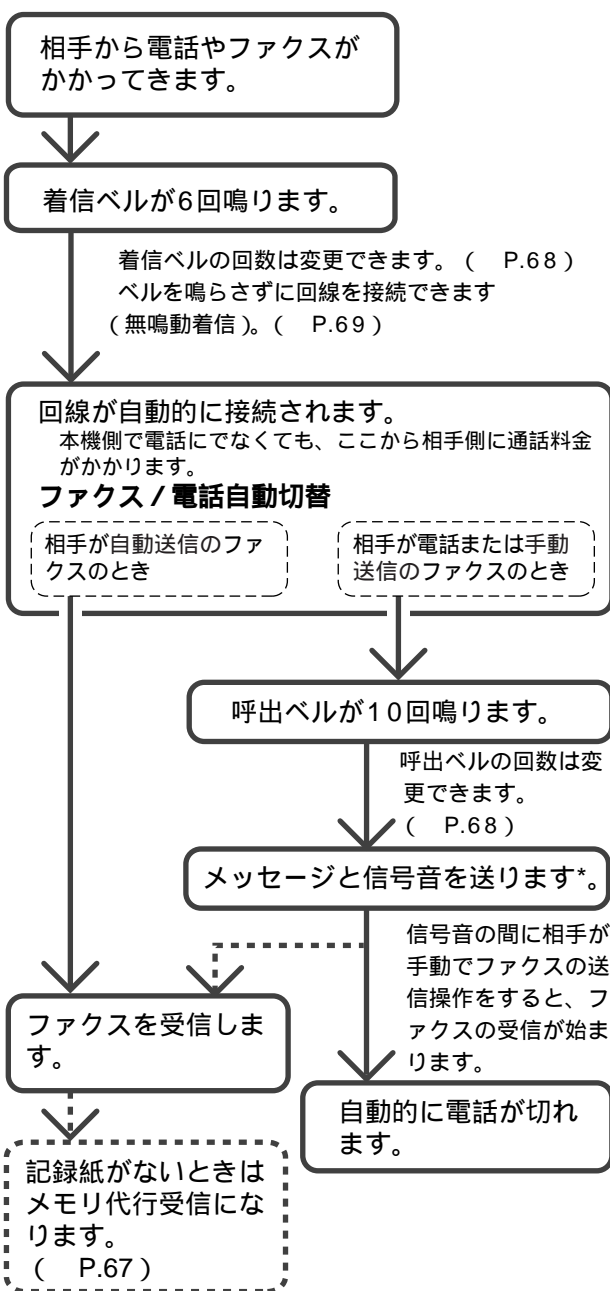 相手から電話やファクスが
かかってきます。
着信ベルが6回鳴ります。
着信ベルの回数は変更できます。( P.68)
ベルを鳴らさずに回線を接続できます
(無鳴動着信)。( P.69)
回線が自動的に接続されます。
本機側で電話にでなくても、ここから相手側に通話料金
がかかります。
ファクス/電話自動切替
相手が自動送信のファ
クスのとき
相手が電話または手動
送信のファクスのとき
呼出ベルが10回鳴ります。
呼出ベルの回数は変
更できます。
( P.68)
メッセージと信号音を送ります*。
信号音の間に相手が
手動でファクスの送
信操作をすると、フ
ァクスの受信が始ま
ります。
ファクスを受信しま
す。
自動的に電話が切れ
ます。
記録紙がないときは
メモリ代行受信にな
ります。
( P.67)